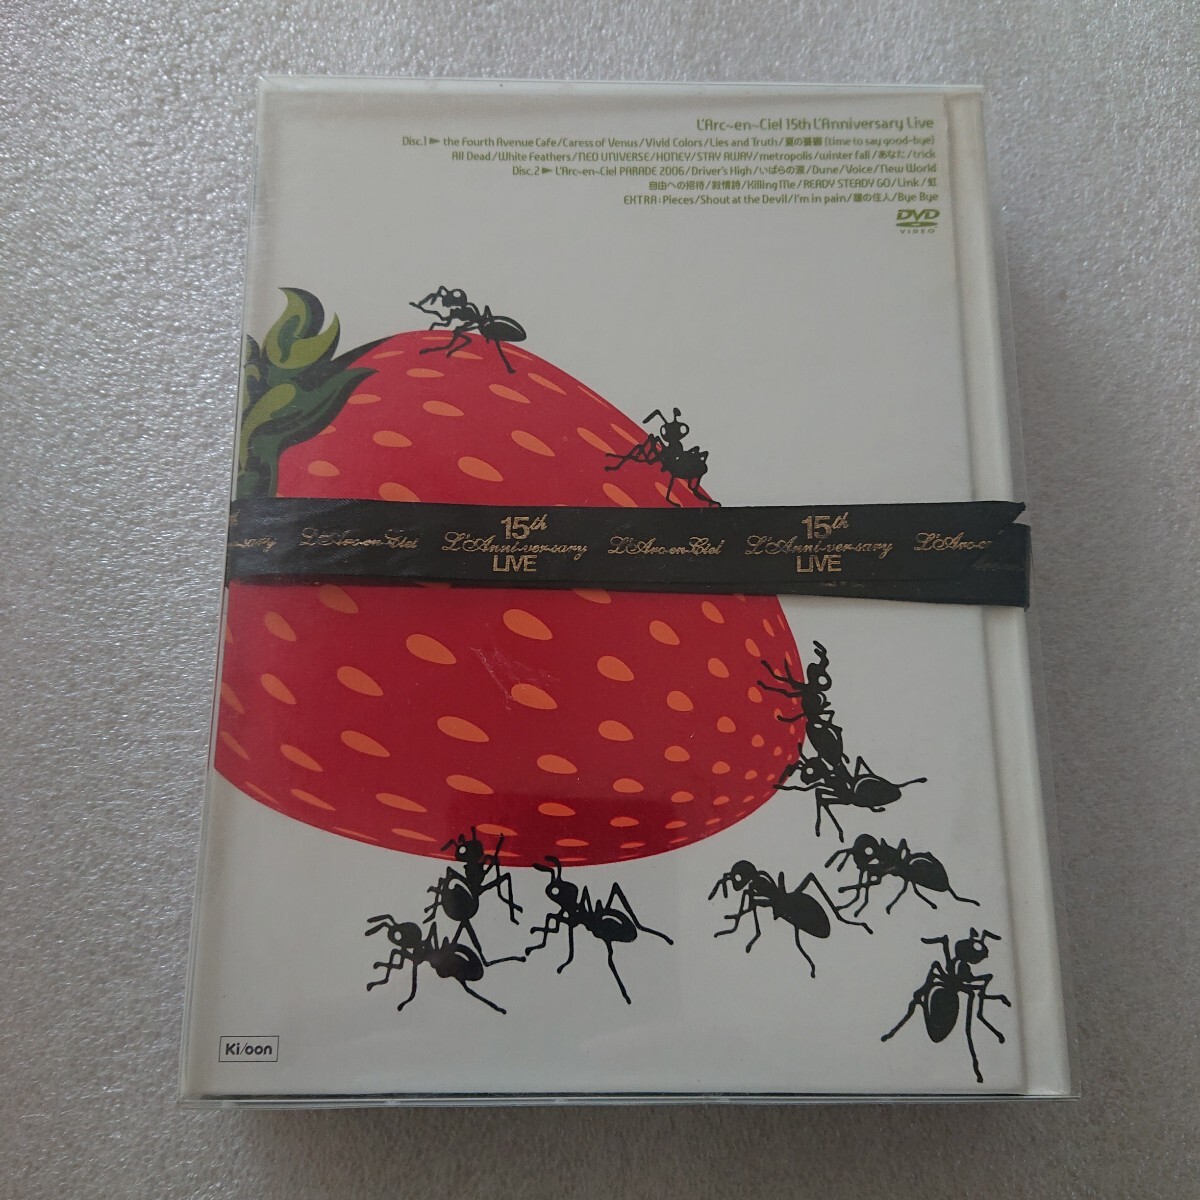 L'Arc~en~Ciel 15th L'Anniversary Live
Disc.1► the Fourth Avenue Cafe/Caress of Venus/Vivid Colors/Lies and Truth/夏の憂鬱 (time to say good-bye)
All Dead/White Feathers/NEO UNIVERSE/HONEY/STAY AWAY/metropolis/winter fall/あなた/trick
Disc.2► L'Arc~en~Ciel PARADE 2006/Driver's High/いばらの涙/Dune/Voice/New World
自由への招待/叙情詩/Killing Me/READY STEADY GO/Link/虹
EXTRA:Pieces/Shout at the Devil/I'm in pain/瞳の住人/Bye Bye
DVD
VIDEO
L'Arc-en-Ciel 15th L'Anniversary LIVE L'Arc-en-Ciel 15th L'Anniversary LIVE
Ki/oon